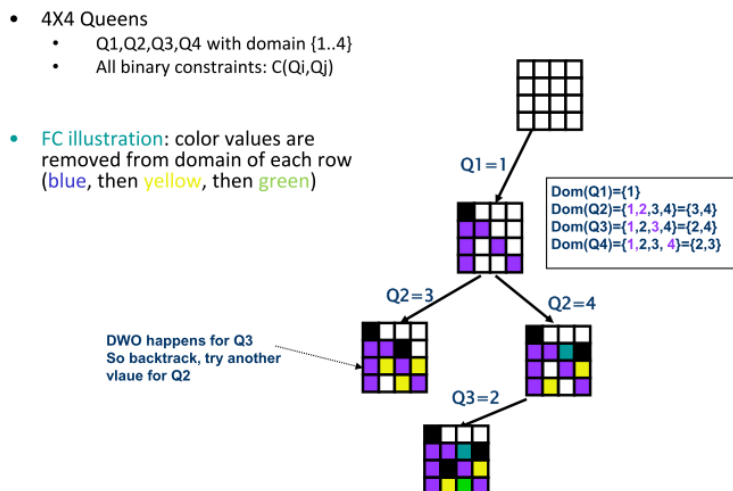 4X4 Queens
Q1,Q2,Q3,Q4 with domain {1..4}
All binary constraints: C(Qi,Qj)
FC illustration: color values are
removed from domain of each row
(blue, then yellow, then green)
Q1=1
Dom(Q1)={1}
Dom(Q2)={1,2,3,4}={3,4}
Dom(Q3)={1,2,3,4}={2,4}
Dom(Q4)={1,2,3, 4}={2,3}
Q2=3
Q2=4
DWO happens for Q3
So backtrack, try another
vlaue for Q2
Q3=2